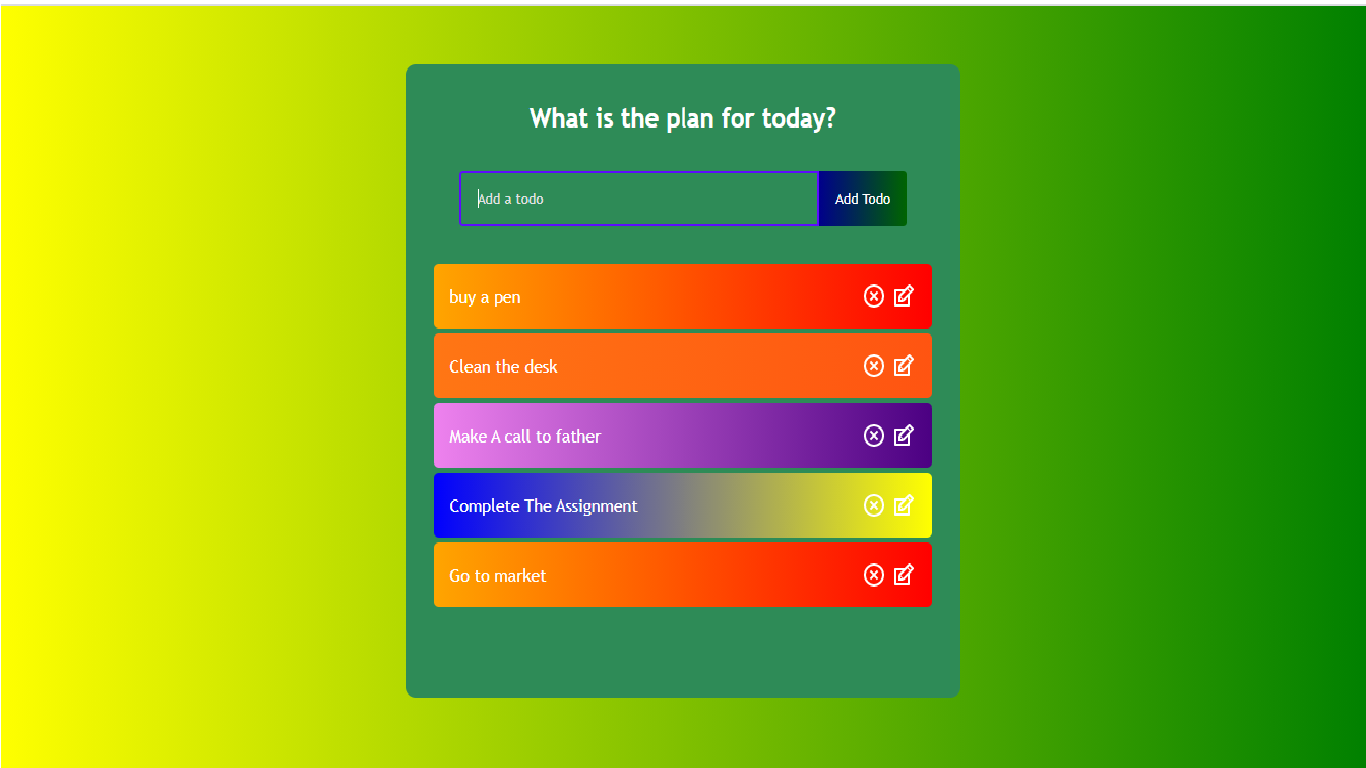 What is the plan for today?
Add a todo
Add Todo
buy a pen
Clean the desk
Make A call to father
Complete The Assignment
Go to market